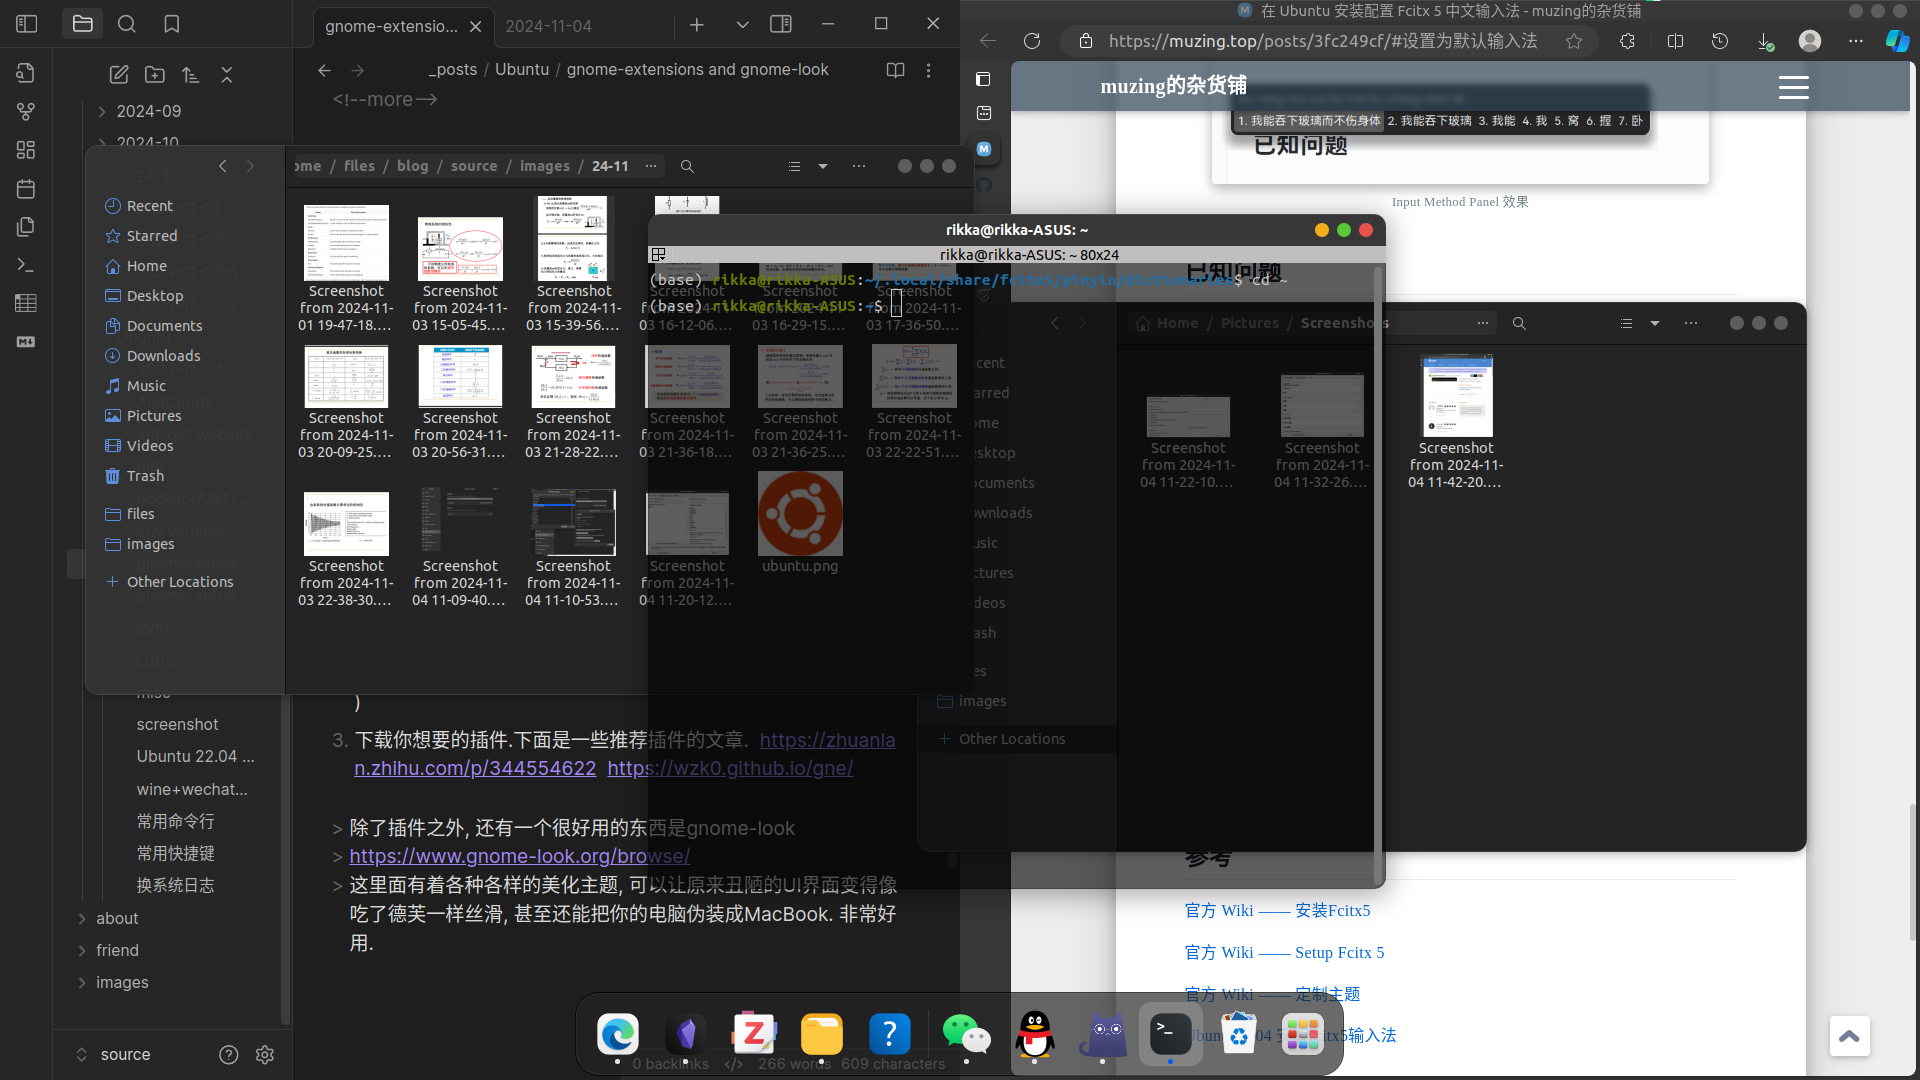 gnome-extensio...
2024-11-04
_posts / Ubuntu / gnome-extensions and gnome-look
<!--more-->
2024-09
2024-10
ome / files / blog / source / images / 24-11
Recent
Starred
Home
Desktop
Documents
Downloads
Music
Pictures
Videos
Trash
files
images
Other Locations
Screenshot from 2024-11-01 19-47-18....
Screenshot from 2024-11-03 15-05-45....
Screenshot from 2024-11-03 15-39-56....
Screenshot 03 16-12-06....
Screenshot 03 16-29-15....
Screenshot 03 17-36-50....
Screenshot from 2024-11-03 20-09-25....
Screenshot from 2024-11-03 20-56-31....
Screenshot from 2024-11-03 21-28-22....
Screenshot from 2024-11-03 21-36-18....
Screenshot from 2024-11-03 21-36-25....
Screenshot from 2024-11-03 22-22-51....
Screenshot from 2024-11-03 22-38-30....
Screenshot from 2024-11-04 11-09-40....
Screenshot from 2024-11-04 11-10-53....
Screenshot from 2024-11-04 11-20-12....
ubuntu.png
rikka@rikka-ASUS: ~
rikka@rikka-ASUS: ~ 80x24
(base) rikka@rikka-ASUS:~/.local/share/fcitx5/pinyin/dictionaries$ cd ~
(base) rikka@rikka-ASUS:~$
Home / Pictures / Screenshots
ecent
arred
ome
esktop
ocuments
ownloads
usic
ctures
deos
ash
es
images
Other Locations
Screenshot from 2024-11-04 11-22-10....
Screenshot from 2024-11-04 11-32-26....
Screenshot from 2024-11-04 11-42-20....
screenshot
Ubuntu 22.04 ...
wine+wechat...
常用命令行
常用快捷键
换系统日志
about
friend
images
source
)
3. 下载你想要的插件.下面是一些推荐插件的文章. https://zhuanla
n.zhihu.com/p/344554622 https://wzk0.github.io/gne/
> 除了插件之外, 还有一个很好用的东西是gnome-look
> https://www.gnome-look.org/browse/
> 这里面有着各种各样的美化主题, 可以让原来丑陋的UI界面变得像
吃了德芙一样丝滑, 甚至还能把你的电脑伪装成MacBook. 非常好
用.
0 backlinks
266 words
609 characters
在 Ubuntu 安装配置 Fcitx 5 中文输入法 - muzing的杂货铺
https://muzing.top/posts/3fc249cf/#设置为默认输入法
muzing的杂货铺
1. 我能吞下玻璃而不伤身体 2. 我能吞下玻璃 3. 我能 4. 我 5. 窝 6. 握 7. 卧
已知问题
Input Method Panel 效果
已知问题
参考
官方 Wiki —— 安装Fcitx5
官方 Wiki —— Setup Fcitx 5
官方 Wiki —— 定制主题